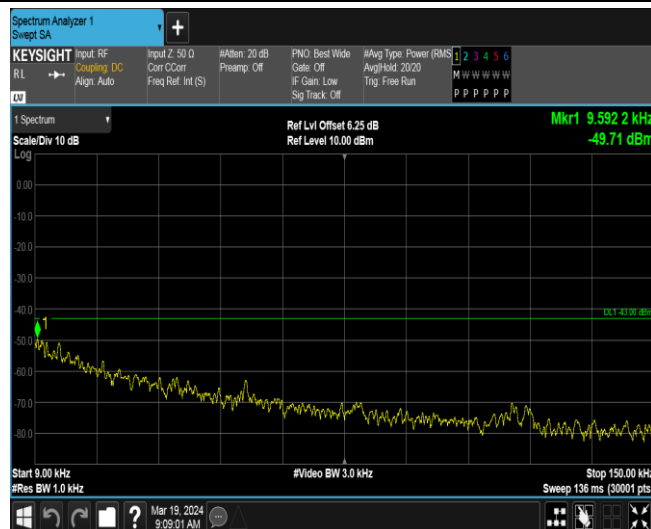 Spectrum Analyzer 1
Swept SA
+
KEYSIGHT Input: RF Input Z: 50 Ω #Atten: 20 dB PNO: Best Wide #Avg Type: Power (RMS 1 2 3 4 5 6
RL Coupling: DC Corr CCorr Preamp: Off Gate: Off Avg|Hold: 20/20 M W W W W W
Align: Auto Freq Ref: Int (S) IF Gain: Low Trig: Free Run
LXI Sig Track: Off P P P P P P
1 Spectrum Ref Lvl Offset 6.25 dB Mkr1 9.592 2 kHz
Scale/Div 10 dB Ref Level 10.00 dBm -49.71 dBm
Log
0.00
-10.0
-20.0
-30.0
-40.0
DL1 -43.00 dBm
1
-50.0
-60.0
-70.0
-80.0
Start 9.00 kHz #Video BW 3.0 kHz Stop 150.00 kHz
#Res BW 1.0 kHz Sweep 136 ms (30001 pts
? Mar 19, 2024
9:09:01 AM